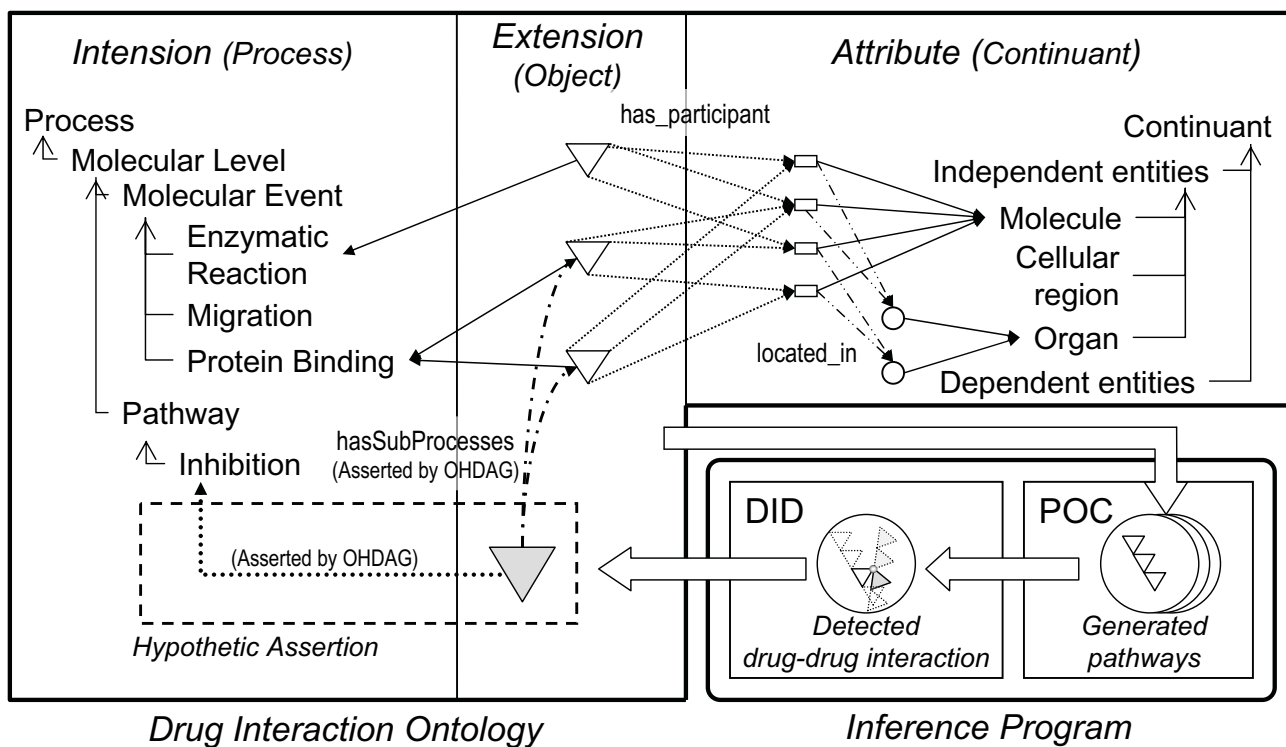 Intension (Process)
Extension
(Object)
Attribute (Continuant)
Process
Molecular Level
Molecular Event
Enzymatic
Reaction
Migration
Protein Binding
Pathway
Inhibition
has_participant
located_in
Continuant
Independent entities
Molecule
Cellular
region
Organ
Dependent entities
hasSubProcesses
(Asserted by OHDAG)
(Asserted by OHDAG)
Hypothetic Assertion
DID
Detected
drug-drug interaction
POC
Generated
pathways
Drug Interaction Ontology
Inference Program